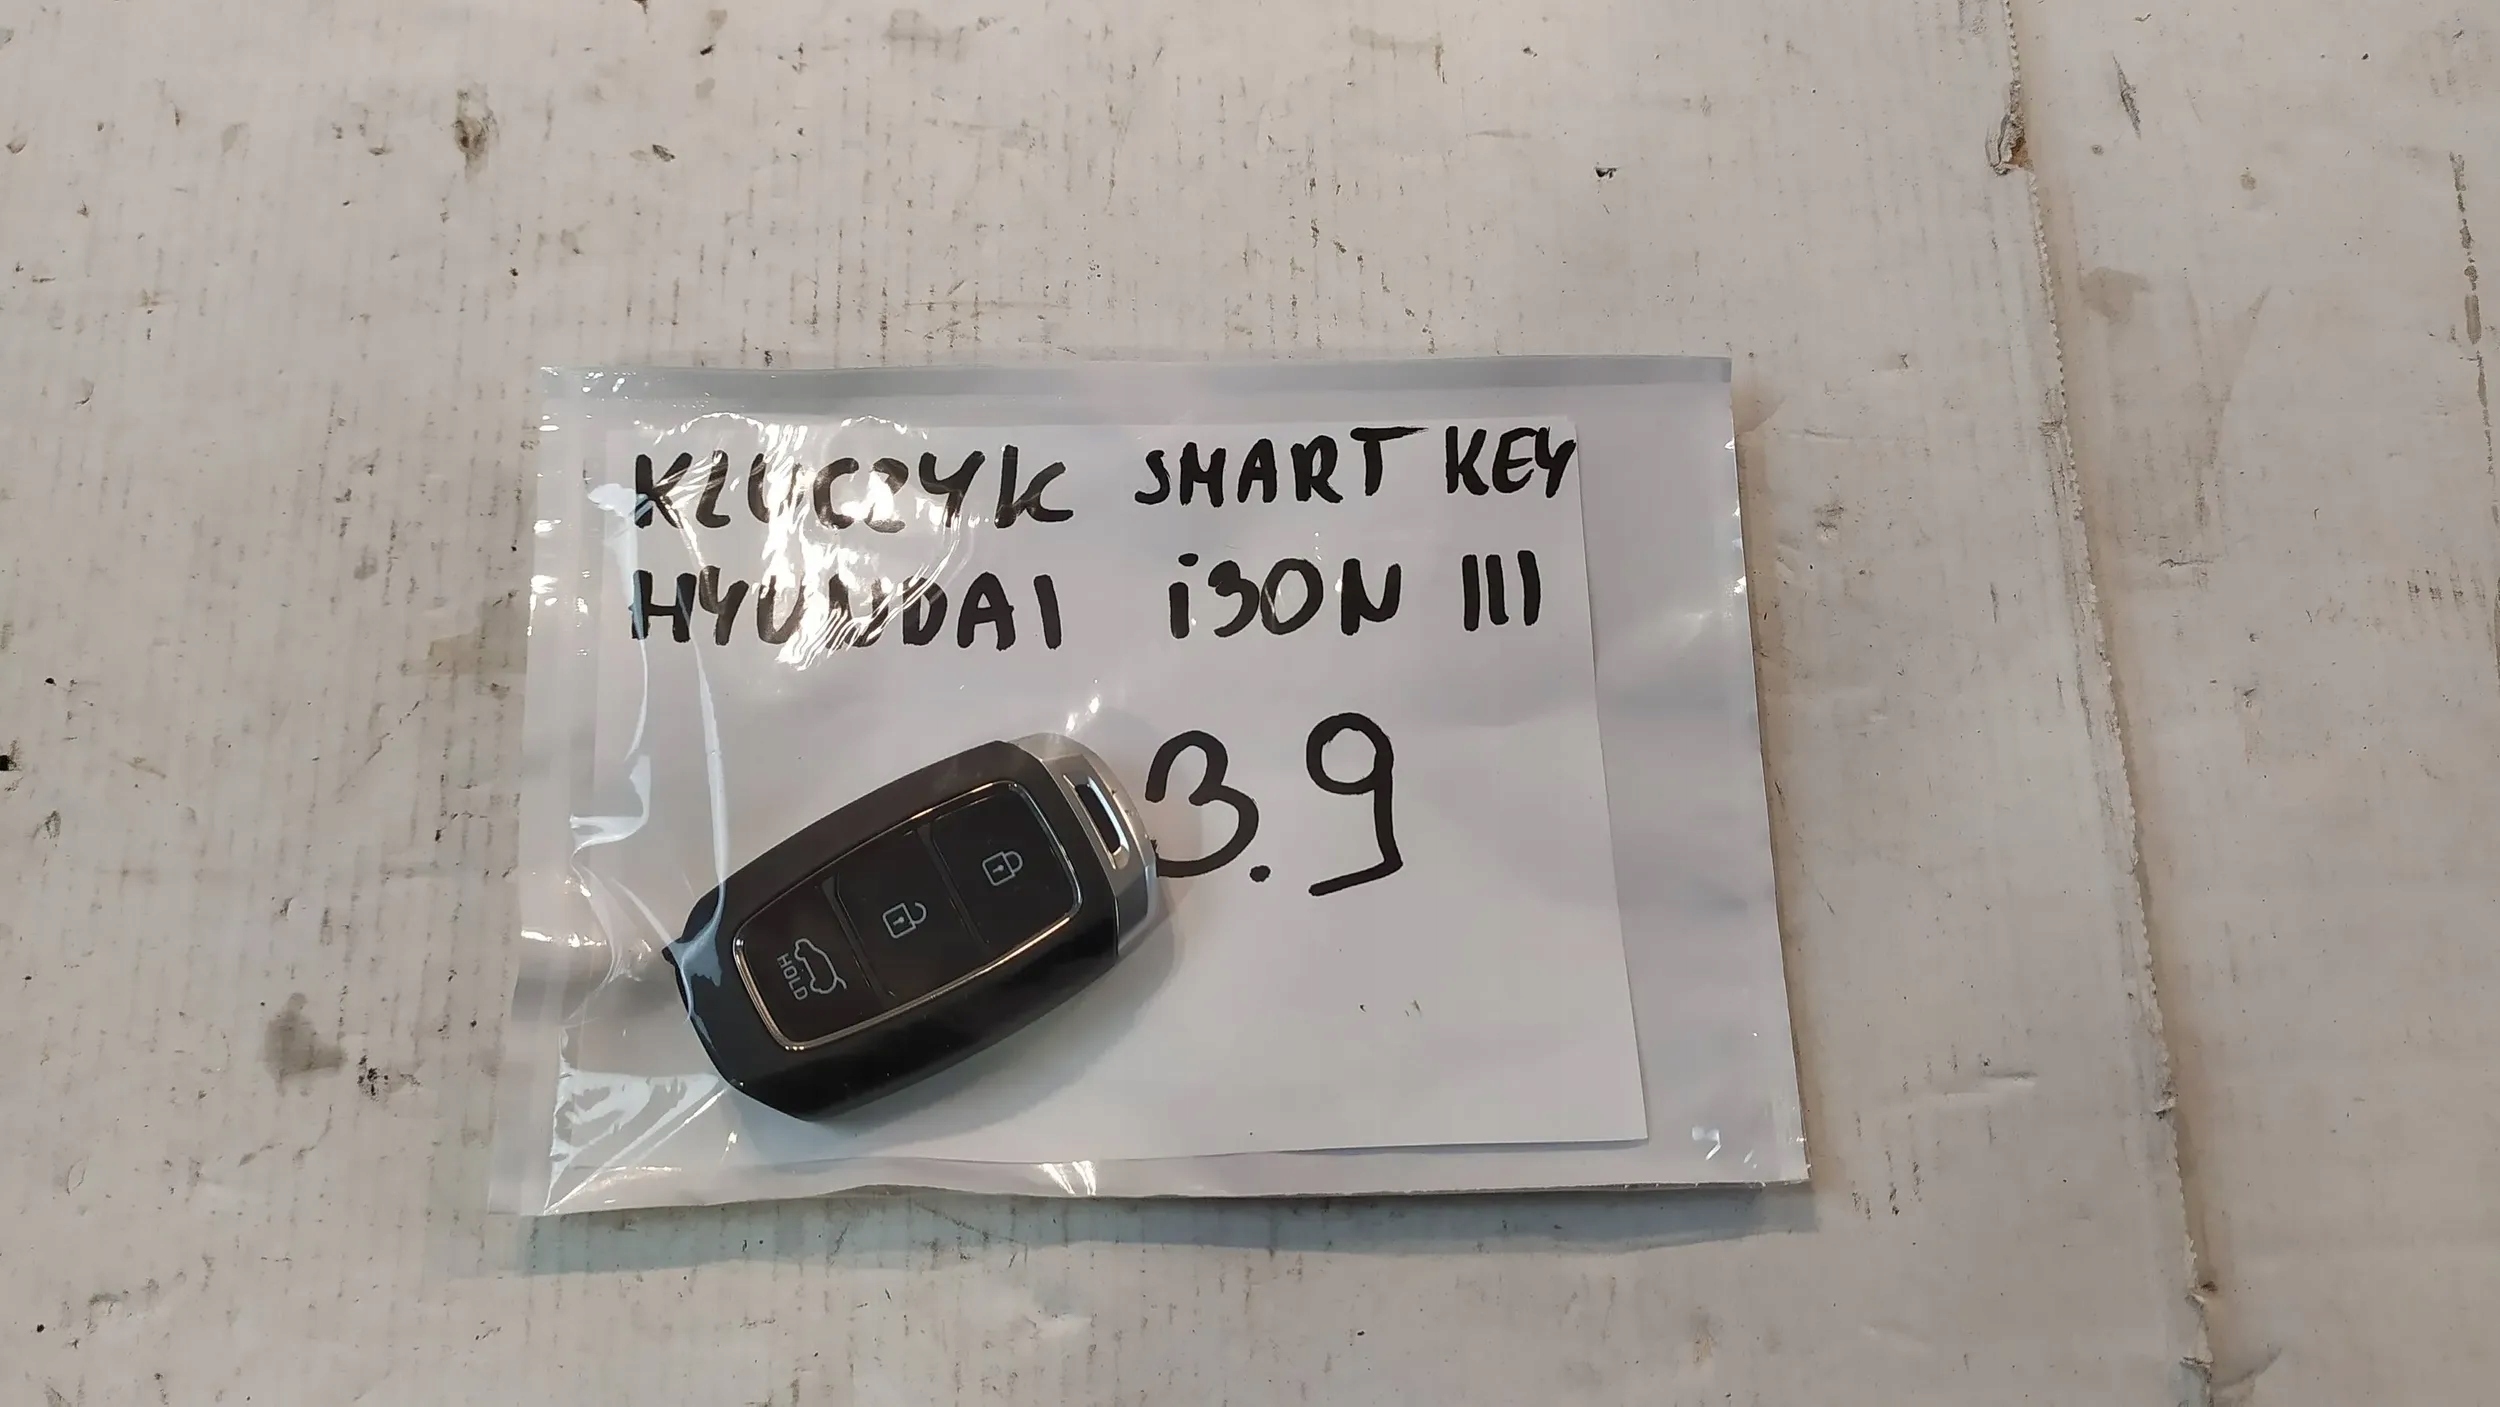 KLUCZYK SMART KEY
HYUNDAI i30N III
3.9
HOLD